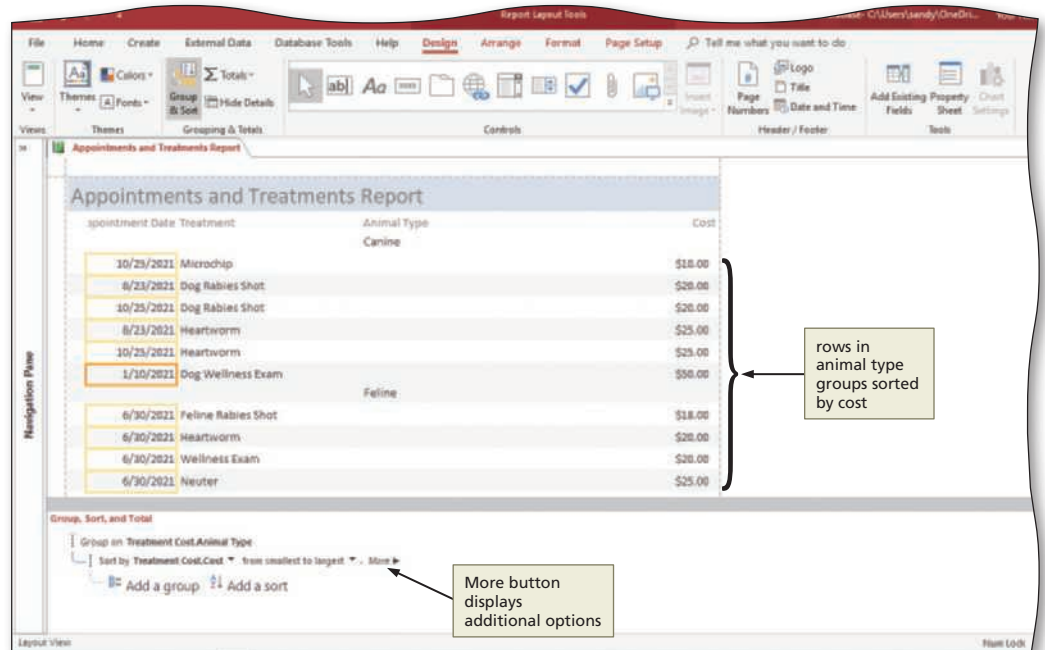 Report Layout Tools
C:\Users\sandy\OneDri...
File Home Create External Data Database Tools Help Design Arrange Format Page Setup Tell me what you want to do
View
Themes
Aa Colors
A Fonts
Group & Sort
Totals
Hide Details
ab| Aa
Insert Image
Page Numbers
Logo
Title
Date and Time
Add Existing Fields
Property Sheet
Chart Settings
Views Themes Grouping & Totals Controls Header / Footer Tools
Appointments and Treatments Report
Navigation Pane
Appointments and Treatments Report
spointment Date Treatment Animal Type Cost
Canine
Microchip
8/23/2021 Dog Rabies Shot $20.00
10/25/2021 Dog Rabies Shot $20.00
8/23/2021 Heartworm $25.00
Heartworm $25.00
1/10/2021 Dog Wellness Exam $50.00
Feline
6/30/2021 Feline Rabies Shot $18.00
6/30/2021 Heartworm $20.00
6/30/2021 Wellness Exam $20.00
6/30/2021 Neuter $25.00
rows in
animal type
groups sorted
by cost
Group, Sort, and Total
Group on Treatment Cost.Animal Type
Sort by Treatment Cost.Cost from smallest to largest , More
Add a group Add a sort
More button
displays
additional options
Layout View Num Lock